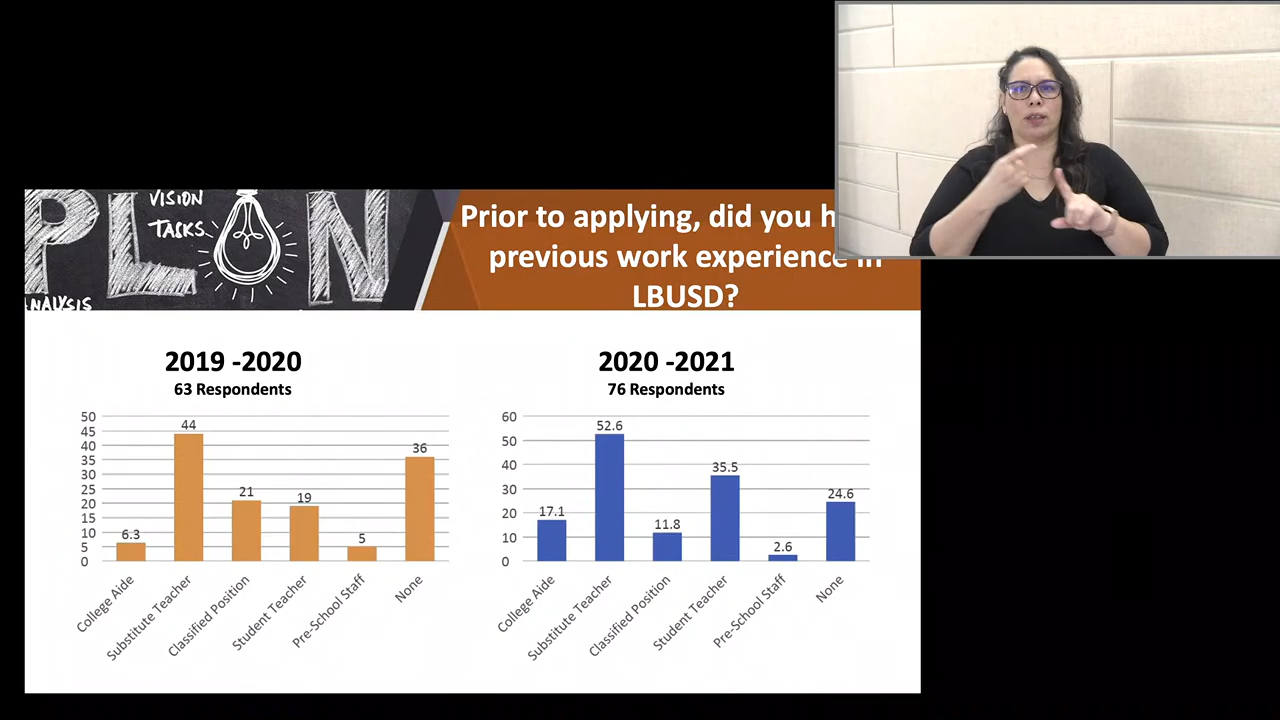 PLAN
VISION
TASKS
ANALYSIS
Prior to applying, did you h
previous work experience in
LBUSD?
2019 -2020
63 Respondents
50
45
40
35
30
25
20
15
10
5
0
6.3
44
21
19
5
36
College Aide
Substitute Teacher
Classified Position
Student Teacher
Pre-School Staff
None
2020 -2021
76 Respondents
60
50
40
30
20
10
0
17.1
52.6
11.8
35.5
2.6
24.6
College Aide
Substitute Teacher
Classified Position
Student Teacher
Pre-School Staff
None